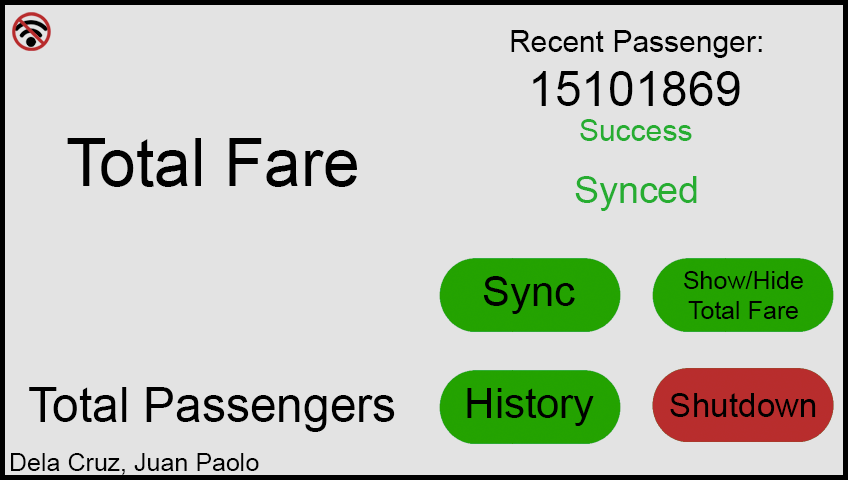 Recent Passenger:
15101869
Success
Synced
Total Fare
Sync
Show/Hide
Total Fare
Total Passengers
History
Shutdown
Dela Cruz, Juan Paolo